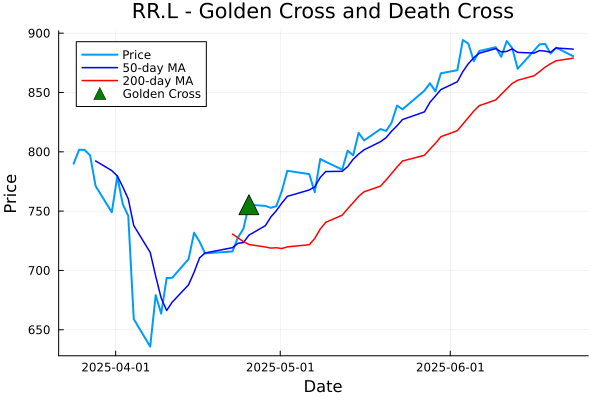 RR.L - Golden Cross and Death Cross
Price
50-day MA
200-day MA
Golden Cross
900
850
800
750
700
650
Price
2025-04-01
2025-05-01
2025-06-01
Date